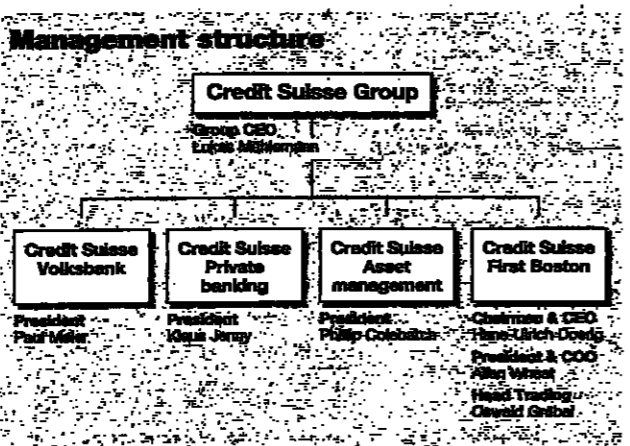 Management structure
Credit Suisse Group
Group CEO
Lukas Mühlemann
Credit Suisse
Volksbank
President
Paul Meier
Credit Suisse
Private
banking
President
Klaus Jenny
Credit Suisse
Asset
management
President
Phillip Colebatch
Credit Suisse
First Boston
Chairman & CEO
Hans-Ulrich Doerig
President & COO
Allen Wheat
Head Trading
Oswald Grübel